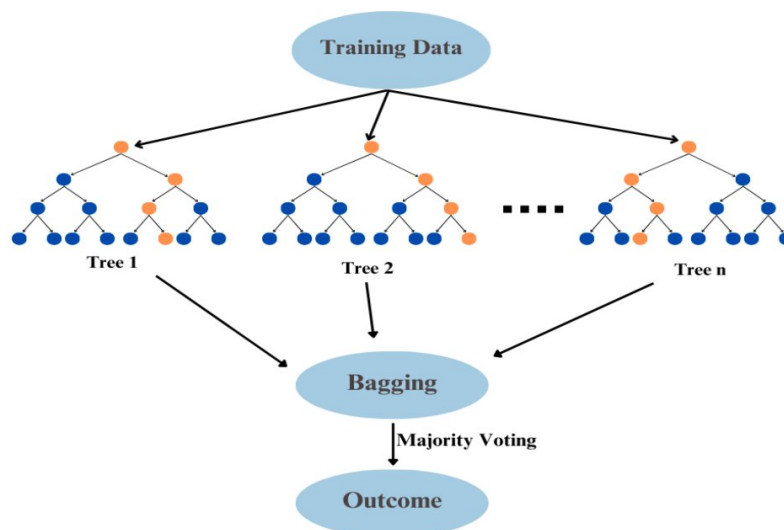 Training Data
Tree 1
Tree 2
Tree n
Bagging
Majority Voting
Outcome